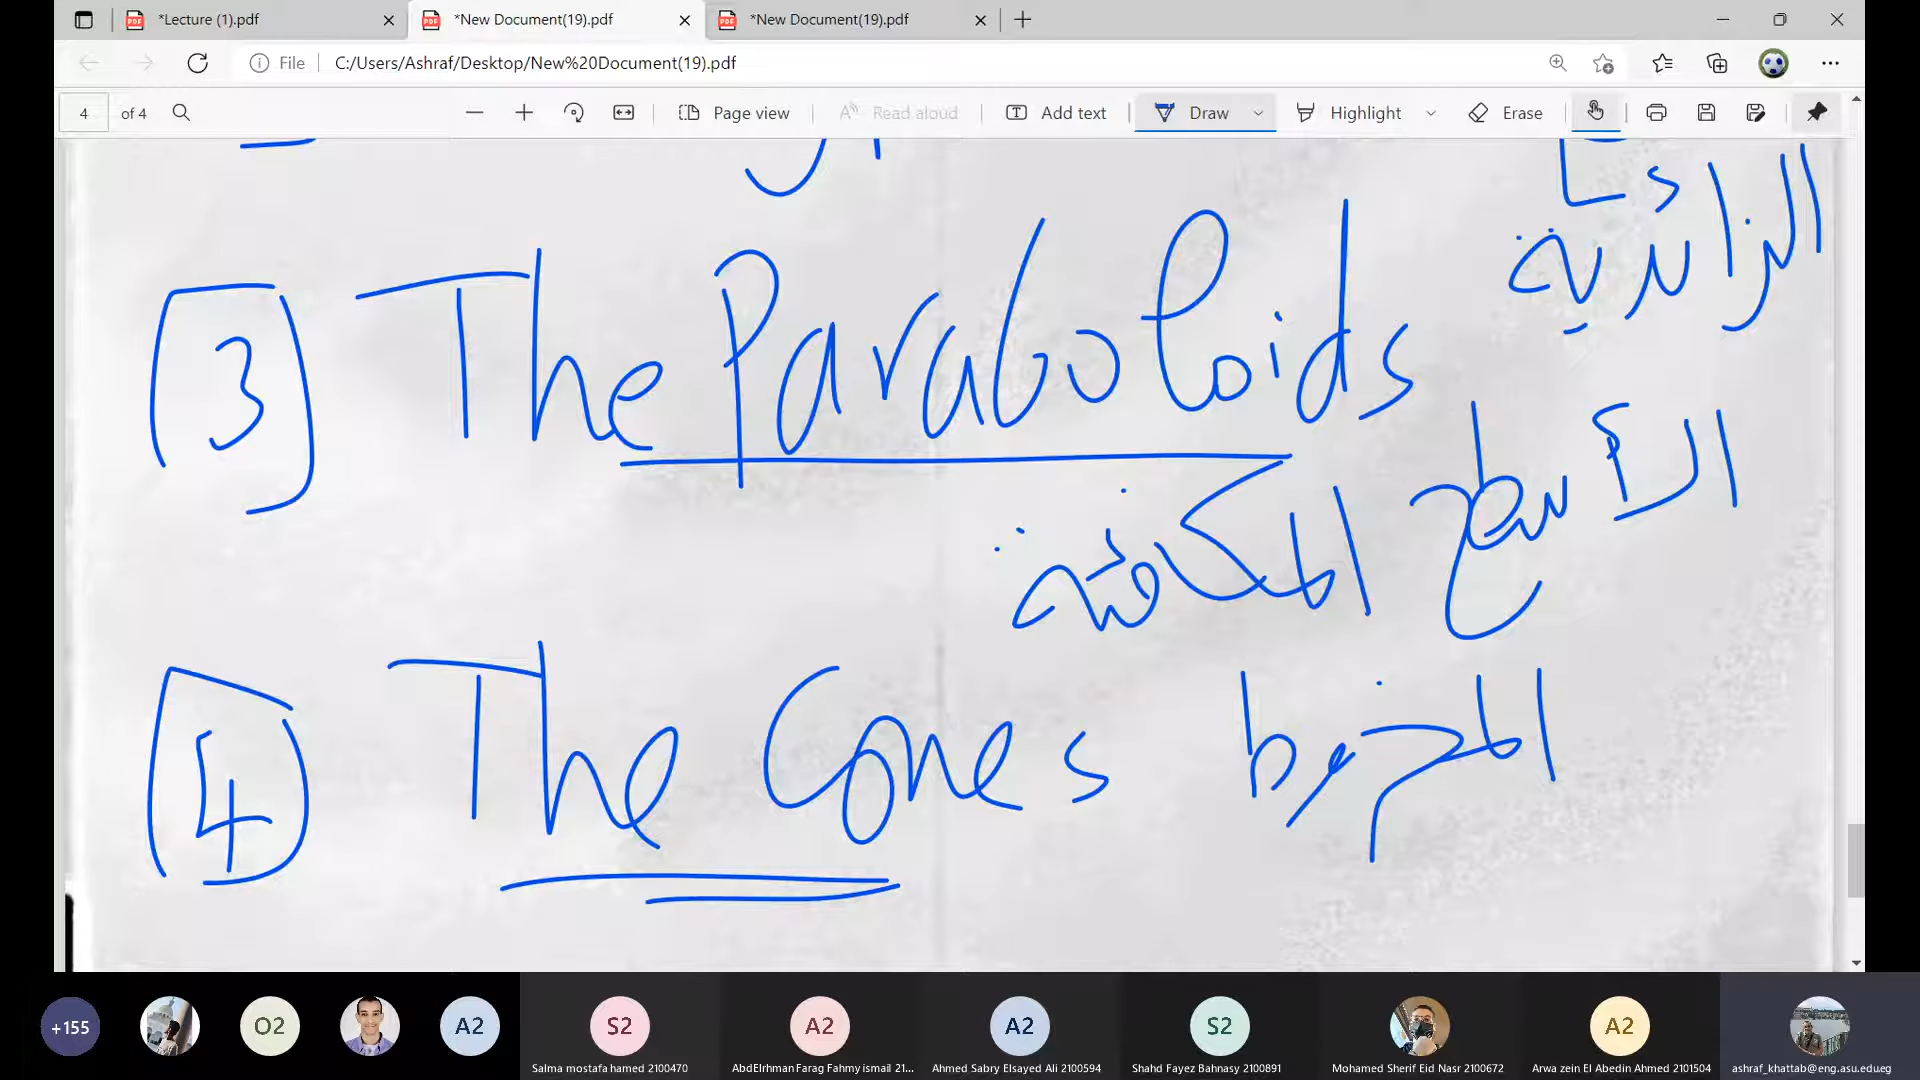 *Lecture (1).pdf
*New Document(19).pdf
*New Document(19).pdf
File
C:/Users/Ashraf/Desktop/New%20Document(19).pdf
4 of 4
Page view
Read aloud
Add text
Draw
Highlight
Erase
الزائدية
3 The Paraboloids
السطوح المكافئية
4 The Cones المخروط
+155
O2
A2
S2
A2
A2
S2
A2
Salma mostafa hamed 2100470
AbdElrhman Farag Fahmy ismail 21...
Ahmed Sabry Elsayed Ali 2100594
Shahd Fayez Bahnasy 2100891
Mohamed Sherif Eid Nasr 2100672
Arwa zein El Abedin Ahmed 2101504
ashraf_khattab@eng.asu.edueg